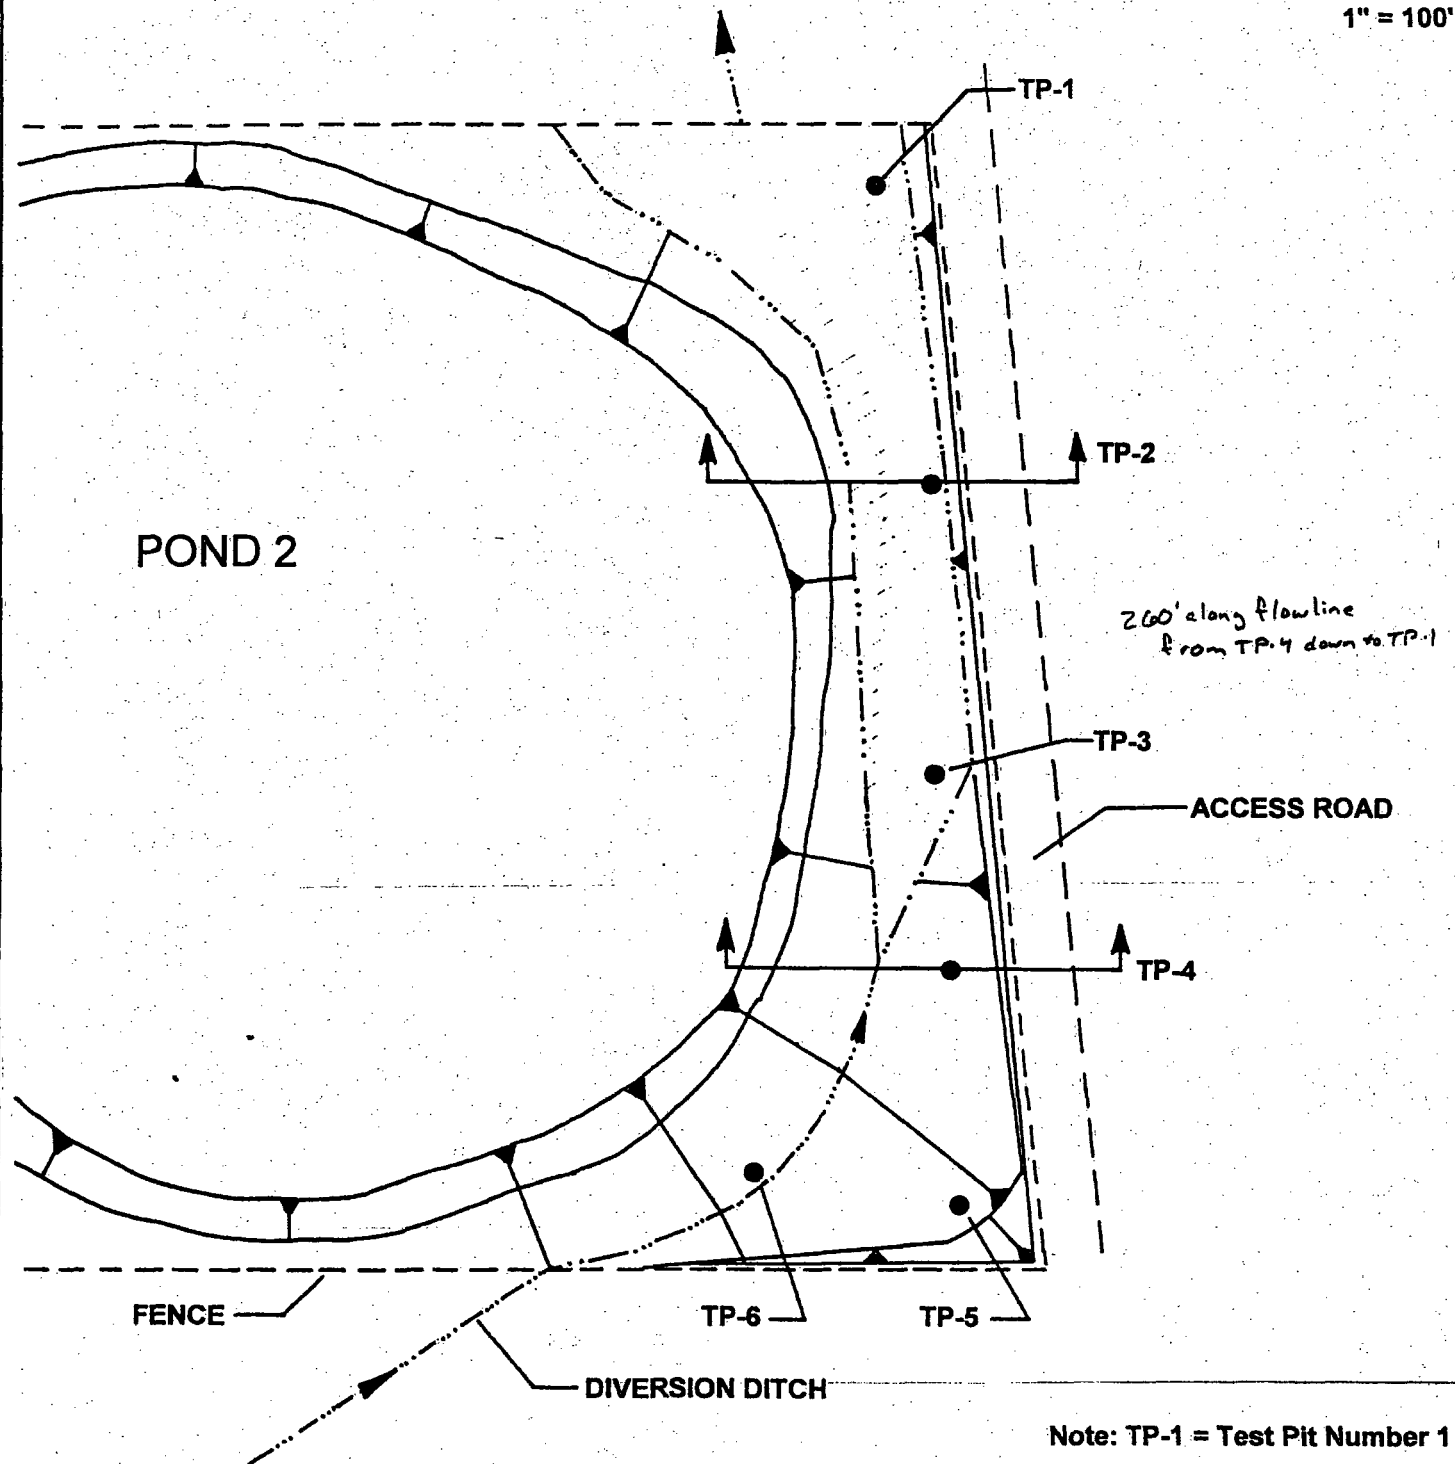 1" = 100'
TP-1
TP-2
POND 2
260' along flowline
from TP-4 down to TP-1
TP-3
ACCESS ROAD
TP-4
FENCE
TP-6
TP-5
DIVERSION DITCH
Note: TP-1 = Test Pit Number 1